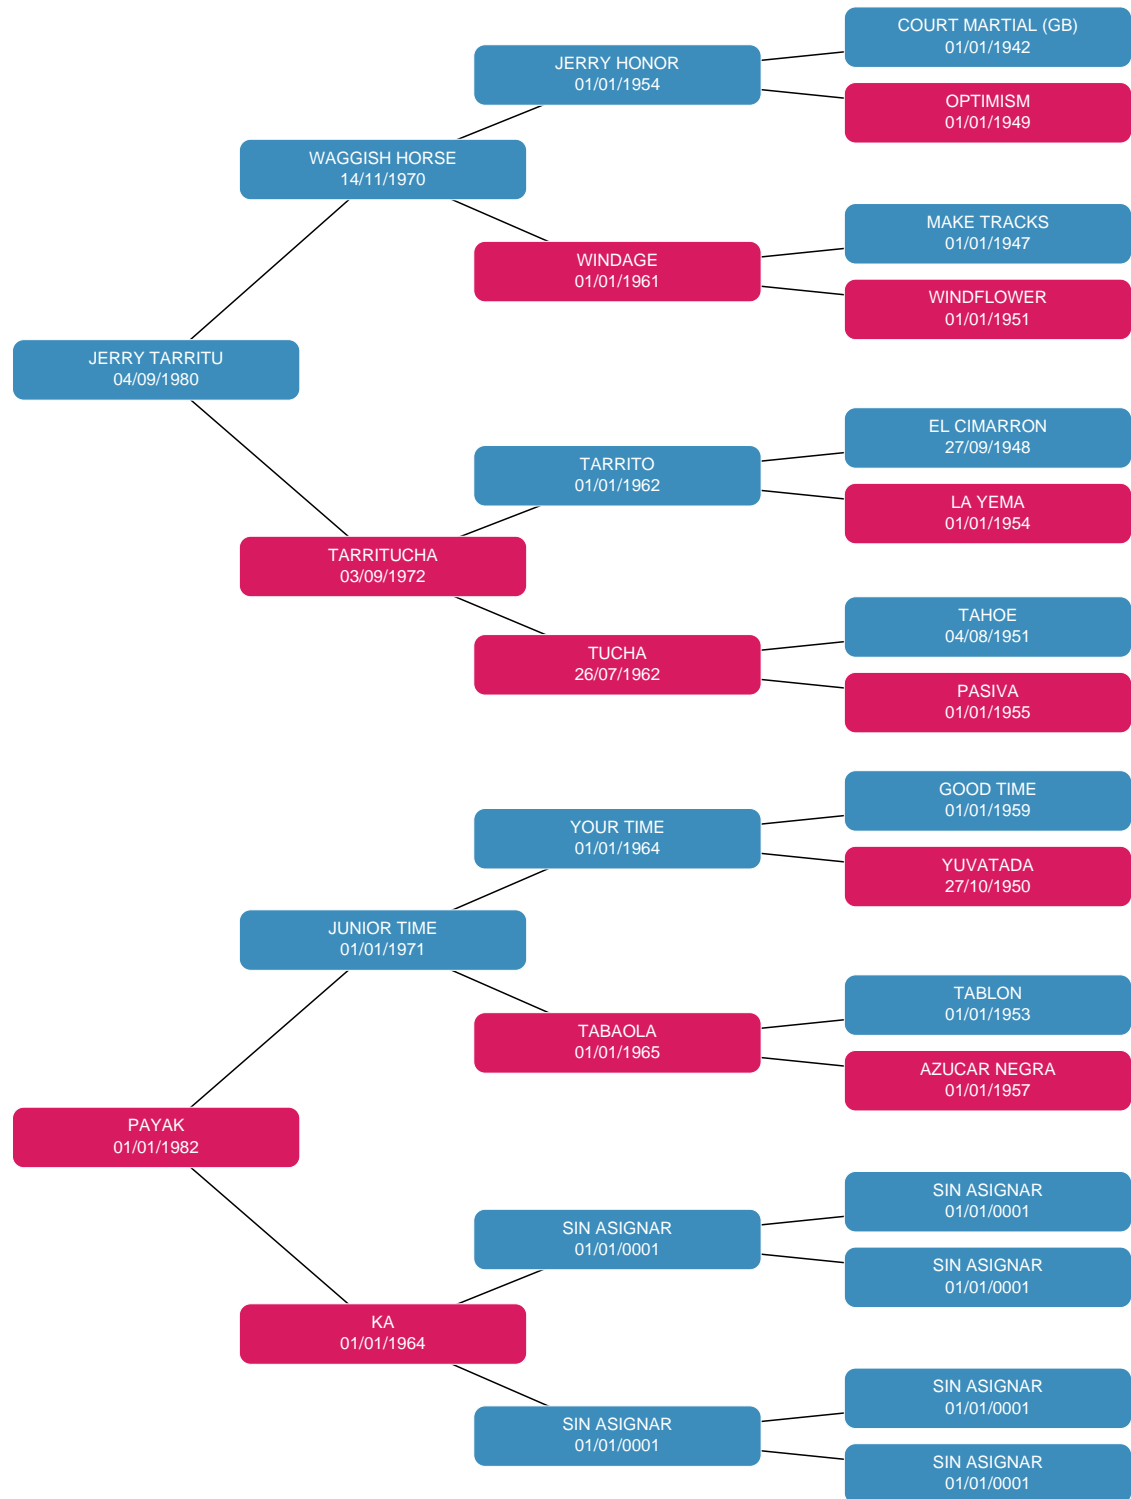 COURT MARTIAL (GB)
01/01/1942
JERRY HONOR
01/01/1954
OPTIMISM
01/01/1949
WAGGISH HORSE
14/11/1970
MAKE TRACKS
01/01/1947
WINDAGE
01/01/1961
WINDFLOWER
01/01/1951
JERRY TARRITU
04/09/1980
EL CIMARRON
27/09/1948
TARRITO
01/01/1962
LA YEMA
01/01/1954
TARRITUCHA
03/09/1972
TAHOE
04/08/1951
TUCHA
26/07/1962
PASIVA
01/01/1955
GOOD TIME
01/01/1959
YOUR TIME
01/01/1964
YUVATADA
27/10/1950
JUNIOR TIME
01/01/1971
TABLON
01/01/1953
TABAOLA
01/01/1965
AZUCAR NEGRA
01/01/1957
PAYAK
01/01/1982
SIN ASIGNAR
01/01/0001
SIN ASIGNAR
01/01/0001
SIN ASIGNAR
01/01/0001
KA
01/01/1964
SIN ASIGNAR
01/01/0001
SIN ASIGNAR
01/01/0001
SIN ASIGNAR
01/01/0001